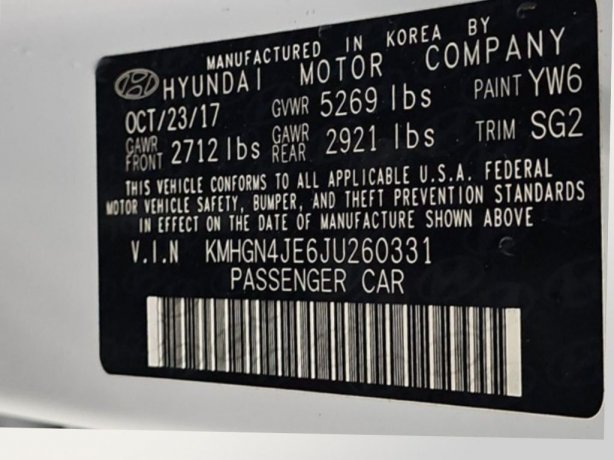 MANUFACTURED IN KOREA BY
HYUNDAI MOTOR COMPANY
OCT/23/17 GVWR 5269 lbs PAINT YW6
GAWR FRONT 2712 lbs GAWR REAR 2921 lbs TRIM SG2
THIS VEHICLE CONFORMS TO ALL APPLICABLE U.S.A. FEDERAL
MOTOR VEHICLE SAFETY, BUMPER, AND THEFT PREVENTION STANDARDS
IN EFFECT ON THE DATE OF MANUFACTURE SHOWN ABOVE
V.I.N KMHGN4JE6JU260331
PASSENGER CAR